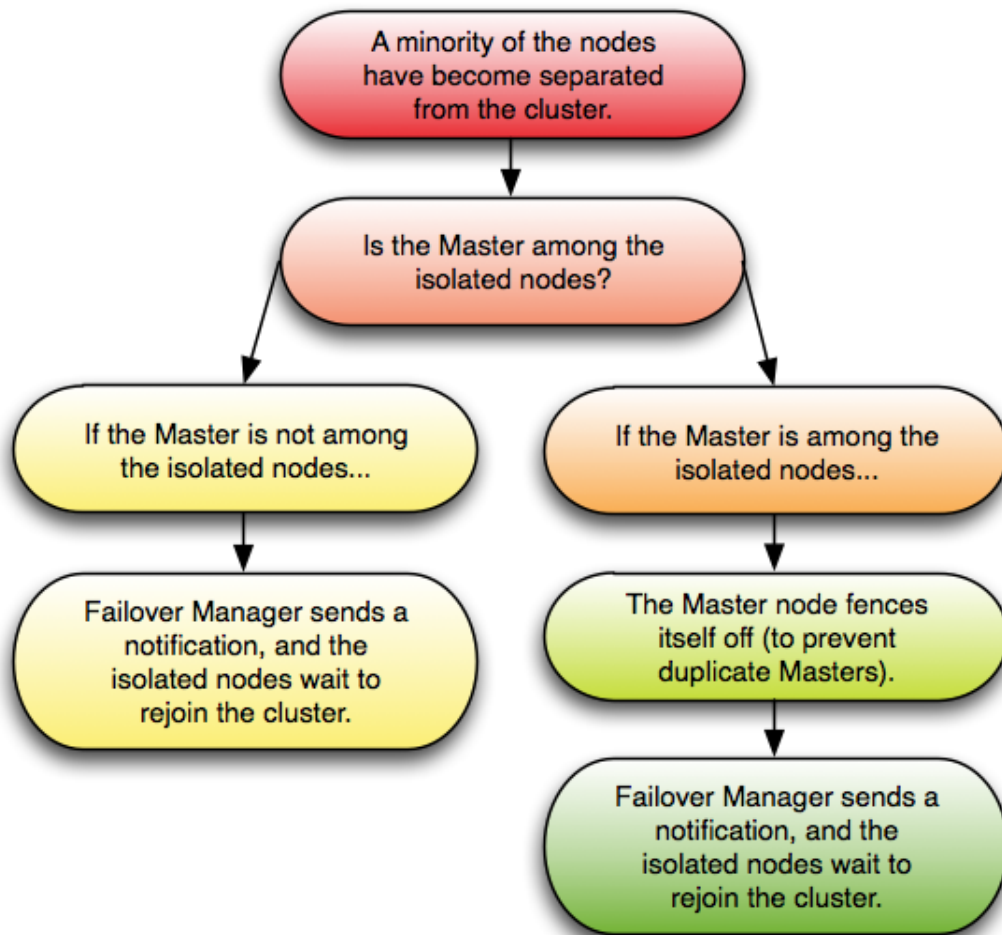 A minority of the nodes
have become separated
from the cluster.
Is the Master among the
isolated nodes?
If the Master is not among
the isolated nodes...
If the Master is among the
isolated nodes...
Failover Manager sends a
notification, and the
isolated nodes wait to
rejoin the cluster.
The Master node fences
itself off (to prevent
duplicate Masters).
Failover Manager sends a
notification, and the
isolated nodes wait to
rejoin the cluster.